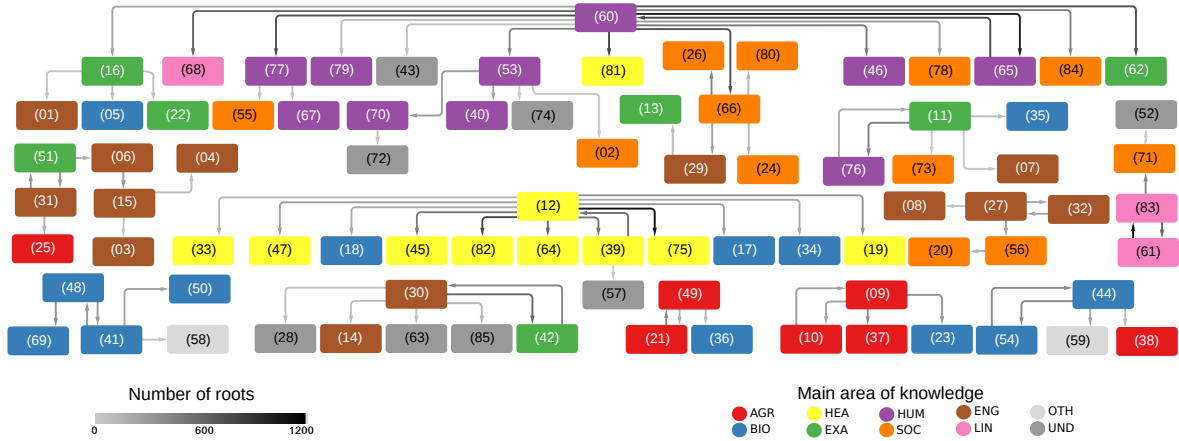 (60)
(26) (80)
(16) (68) (77) (79) (43) (53) (81) (46) (78) (65) (84) (62)
(01) (05) (22) (55) (67) (70) (40) (74) (13) (66) (11) (35) (52)
(51) (06) (04) (72) (02) (29) (24) (76) (73) (07) (71)
(31) (15) (12) (08) (27) (32) (83)
(25) (03) (33) (47) (18) (45) (82) (64) (39) (75) (17) (34) (19) (20) (56) (61)
(48) (50) (30) (57) (49) (09) (44)
(69) (41) (58) (28) (14) (63) (85) (42) (21) (36) (10) (37) (23) (54) (59) (38)
Number of roots
0 600 1200
Main area of knowledge
AGR HEA HUM ENG OTH
BIO EXA SOC LIN UND